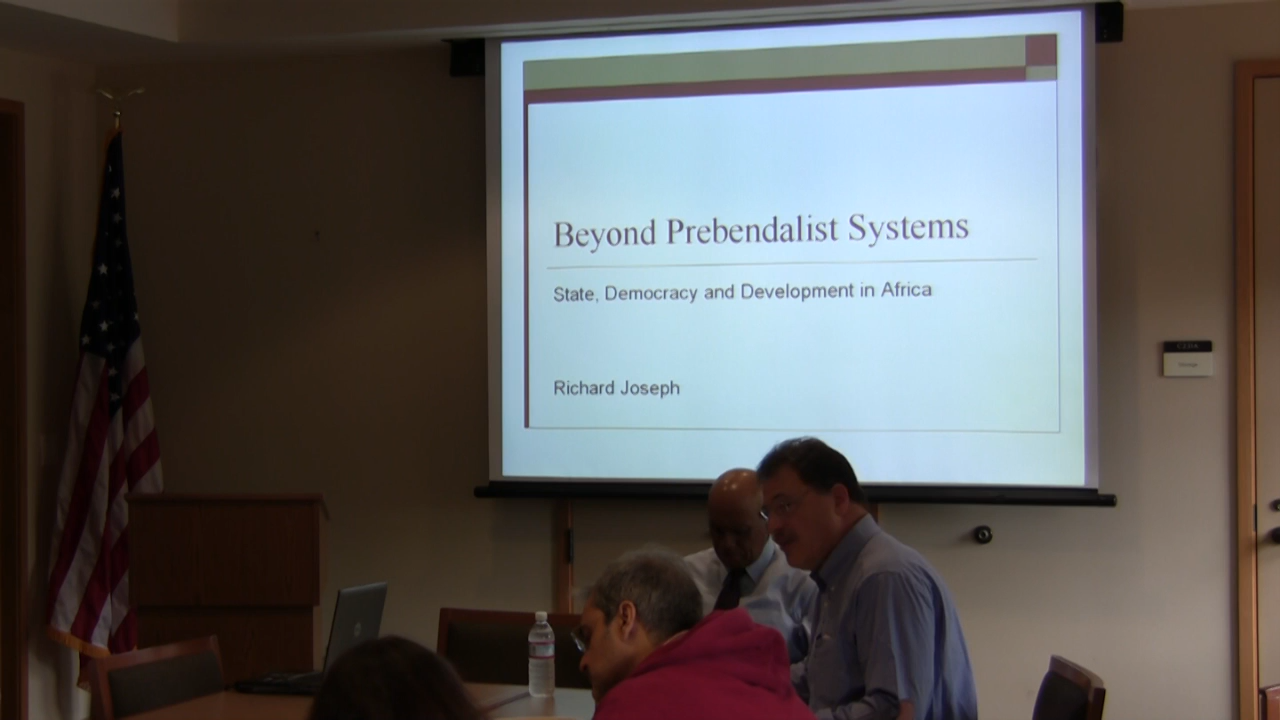 Beyond Prebendalist Systems
State, Democracy and Development in Africa
Richard Joseph